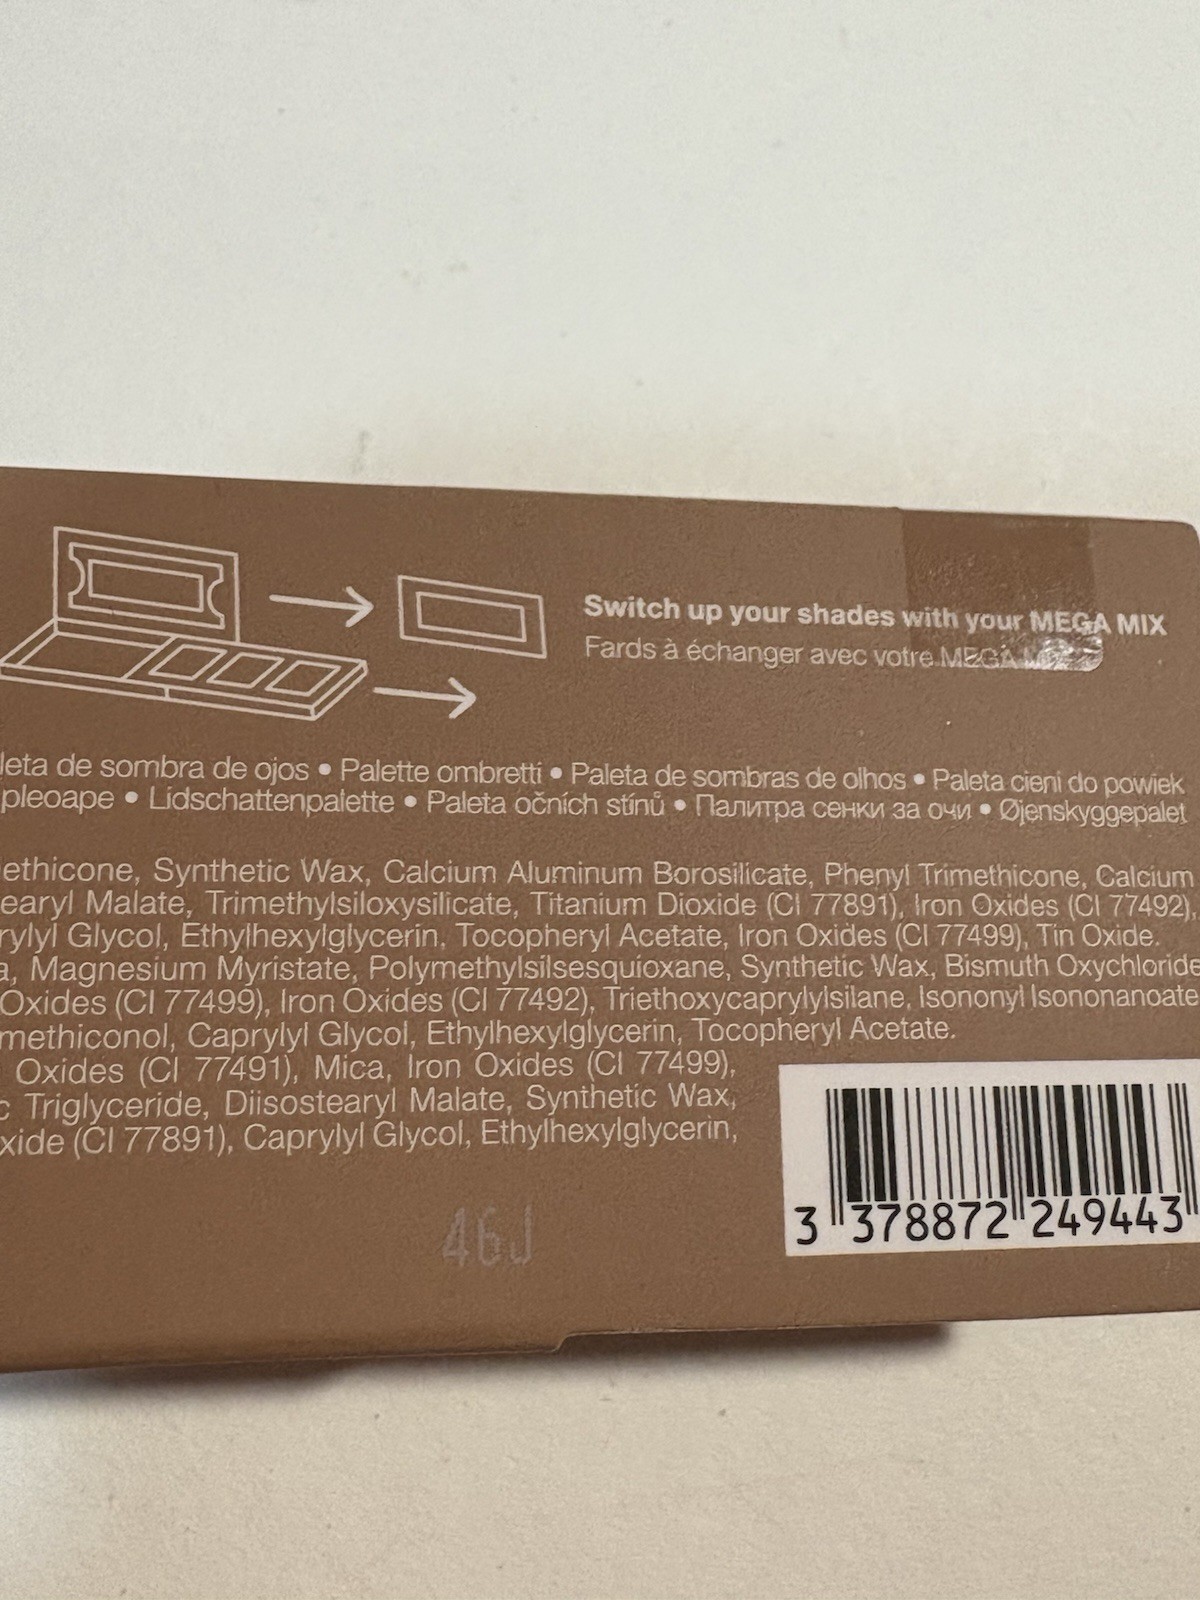 Switch up your shades with your MEGA MIX
Fards à échanger avec votre MEGA
leta de sombra de ojos • Palette ombretti • Paleta de sombras de olhos • Paleta cieni do powiek
pleoape • Lidschattenpalette • Paleta očních stínů • Палитра сенки за очи • Øjenskyggepalet
ethicone, Synthetic Wax, Calcium Aluminum Borosilicate, Phenyl Trimethicone, Calcium
earyl Malate, Trimethylsiloxysilicate, Titanium Dioxide (CI 77891), Iron Oxides (CI 77492),
rylyl Glycol, Ethylhexylglycerin, Tocopheryl Acetate, Iron Oxides (CI 77499), Tin Oxide.
a, Magnesium Myristate, Polymethylsilsesquioxane, Synthetic Wax, Bismuth Oxychloride
Oxides (CI 77499), Iron Oxides (CI 77492), Triethoxycaprylylsilane, Isononyl Isononanoate
methiconol, Caprylyl Glycol, Ethylhexylglycerin, Tocopheryl Acetate.
Oxides (CI 77491), Mica, Iron Oxides (CI 77499),
c Triglyceride, Diisostearyl Malate, Synthetic Wax,
xide (CI 77891), Caprylyl Glycol, Ethylhexylglycerin,
3 378872 249443
46J